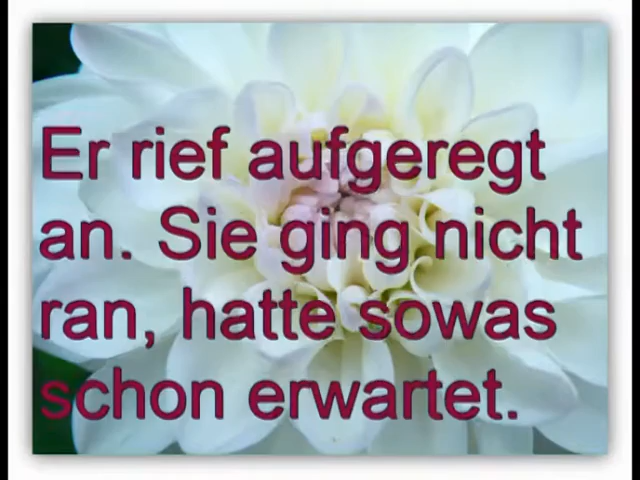 Er rief aufgeregt
an. Sie ging nicht
ran, hatte sowas
schon erwartet.